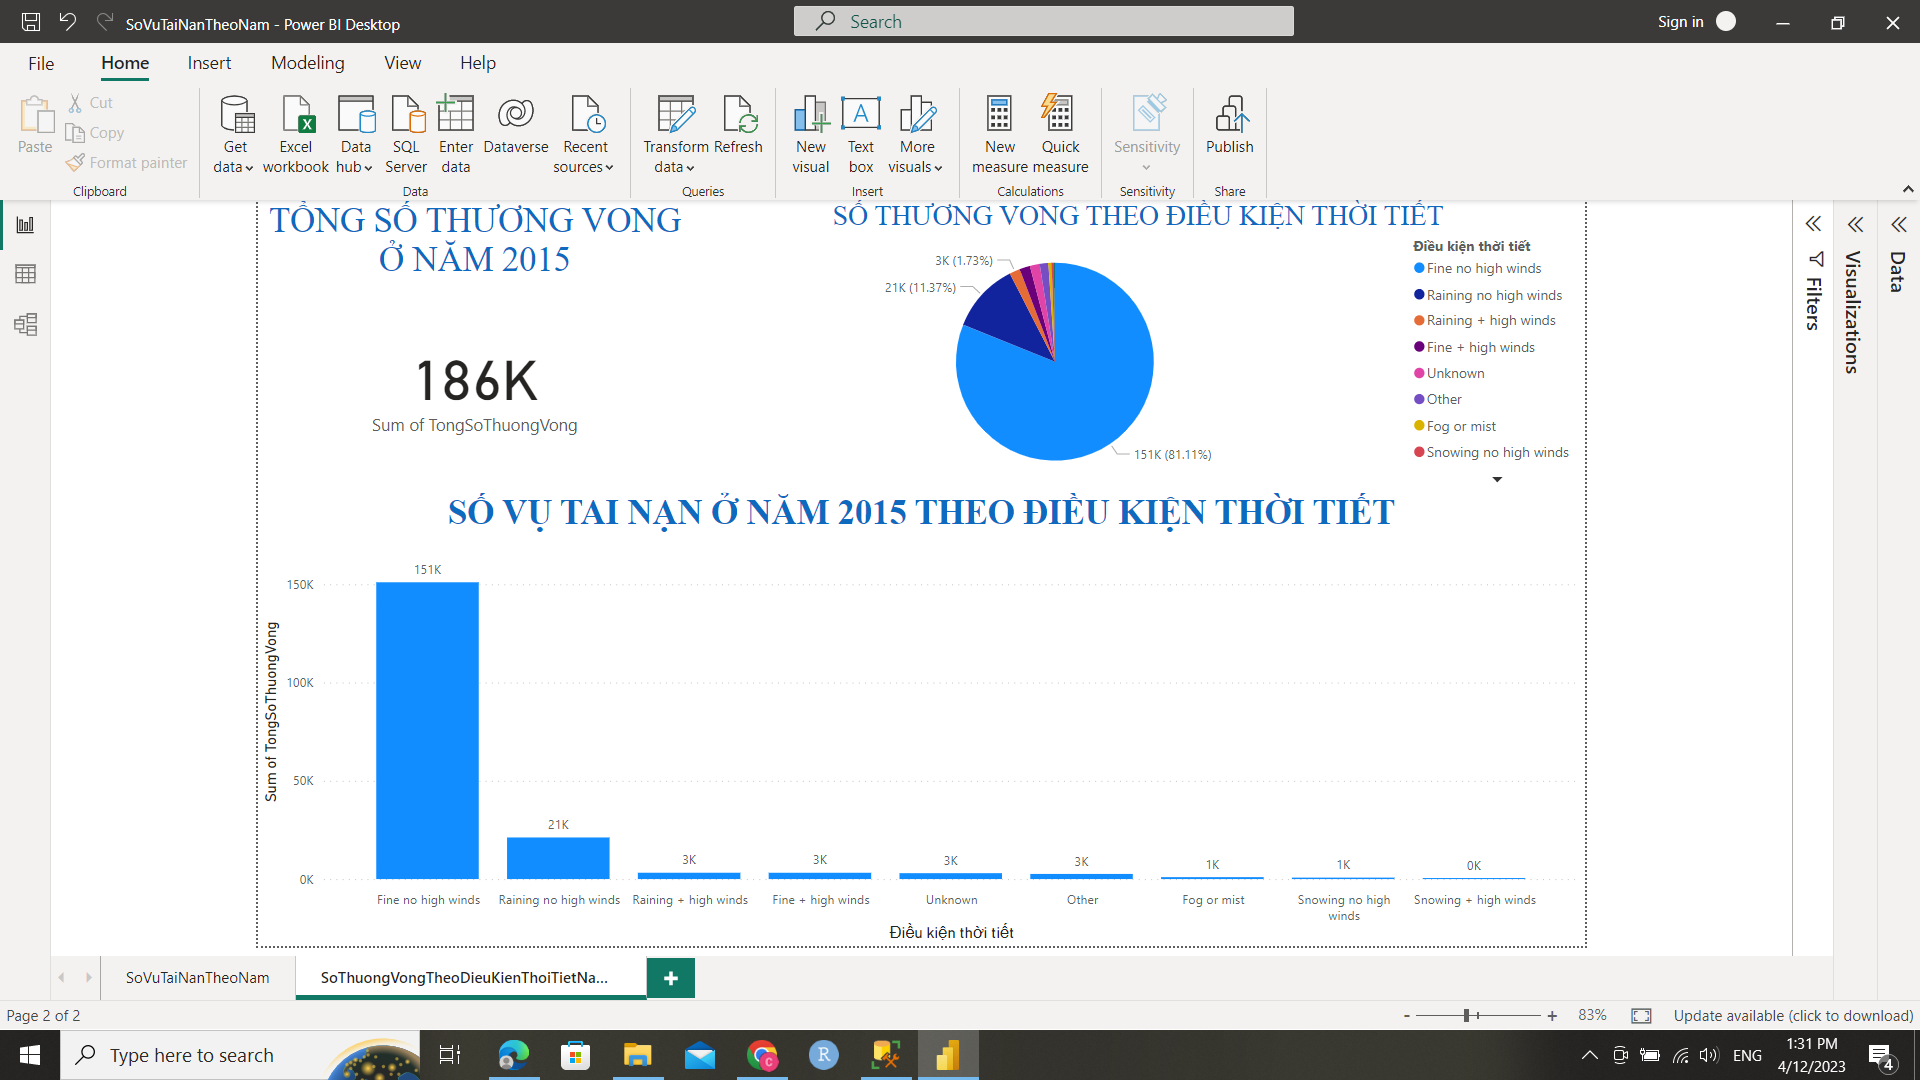 SoVuTaiNanTheoNam - Power BI Desktop
Search
Sign in
File
Home
Insert
Modeling
View
Help
Paste
Cut
Copy
Format painter
Clipboard
Get data
Excel workbook
Data hub
SQL Server
Enter data
Dataverse
Recent sources
Data
Transform data
Refresh
Queries
New visual
Text box
More visuals
Insert
New measure
Quick measure
Calculations
Sensitivity
Sensitivity
Publish
Share
TỔNG SỐ THƯƠNG VONG
Ở NĂM 2015
186K
Sum of TongSoThuongVong
SỐ THƯƠNG VONG THEO ĐIỀU KIỆN THỜI TIẾT
3K (1.73%)
21K (11.37%)
151K (81.11%)
Điều kiện thời tiết
Fine no high winds
Raining no high winds
Raining + high winds
Fine + high winds
Unknown
Other
Fog or mist
Snowing no high winds
Filters
Visualizations
Data
SỐ VỤ TAI NẠN Ở NĂM 2015 THEO ĐIỀU KIỆN THỜI TIẾT
Sum of TongSoThuongVong
150K
100K
50K
0K
151K
21K
3K
3K
3K
3K
1K
1K
0K
Fine no high winds
Raining no high winds
Raining + high winds
Fine + high winds
Unknown
Other
Fog or mist
Snowing no high
winds
Snowing + high winds
Điều kiện thời tiết
SoVuTaiNanTheoNam
SoThuongVongTheoDieuKienThoiTietNa...
Page 2 of 2
- + 83%
Update available (click to download)
Type here to search
C
R
ENG
1:31 PM
4/12/2023
4